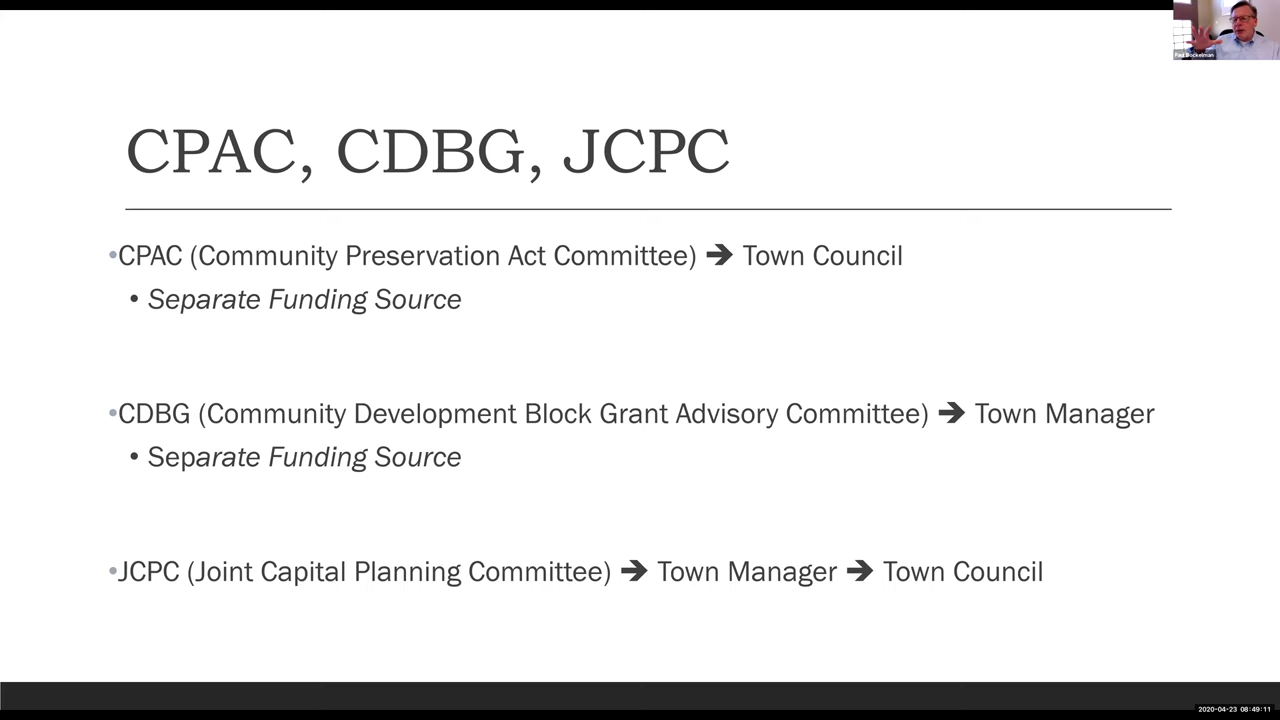 Paul Bockelman
CPAC, CDBG, JCPC
•CPAC (Community Preservation Act Committee) ➔ Town Council
• Separate Funding Source
•CDBG (Community Development Block Grant Advisory Committee) ➔ Town Manager
• Separate Funding Source
•JCPC (Joint Capital Planning Committee) ➔ Town Manager ➔ Town Council
2020-04-23 08:49:11